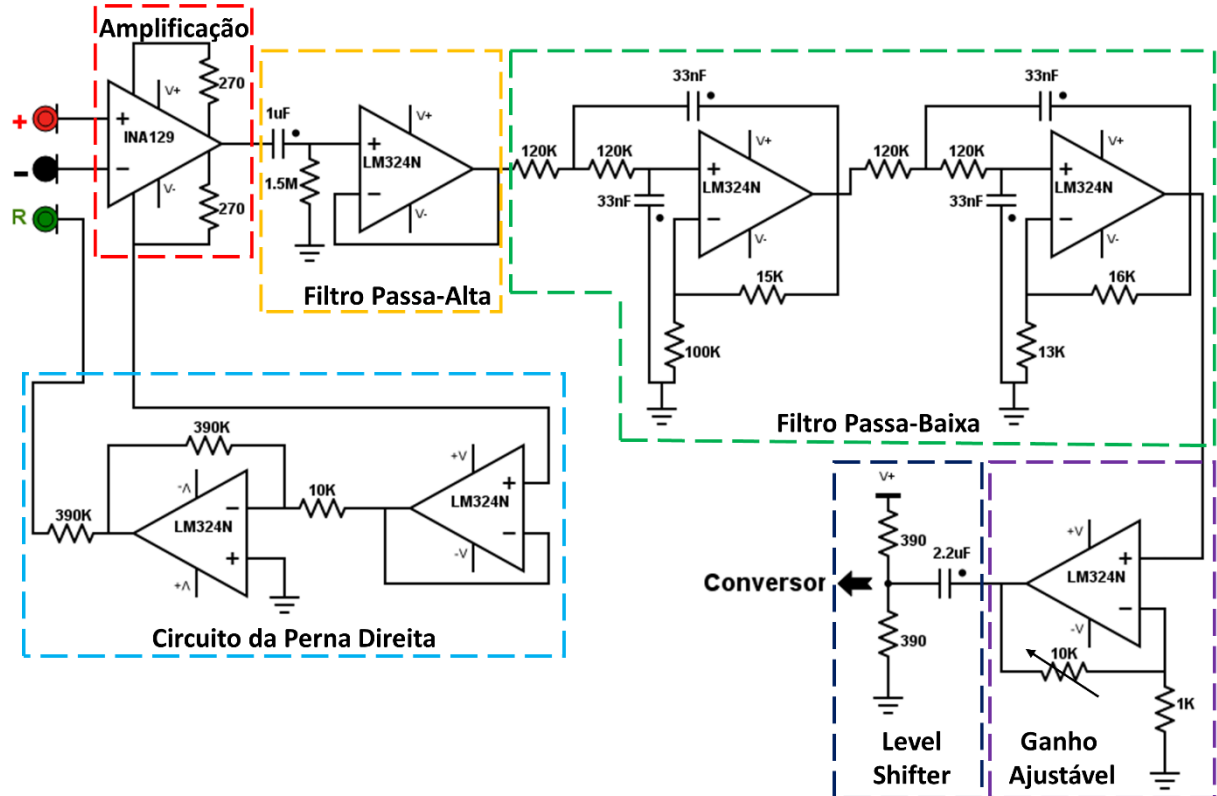 Amplificação
270
V+
+
+
INA129
-
−
V-
270
R
1uF
1.5M
+
V+
LM324N
−
V-
Filtro Passa-Alta
33nF
120K
120K
+
V+
LM324N
33nF
−
V-
15K
100K
33nF
120K
120K
+
V+
LM324N
33nF
−
V-
16K
13K
Filtro Passa-Baixa
390K
390K
-V
LM324N
−
+
+V
10K
+V
LM324N
+
−
-V
Circuito da Perna Direita
V+
390
2.2uF
Conversor
390
Level
Shifter
+V
LM324N
+
−
-V
10K
1K
Ganho
Ajustável